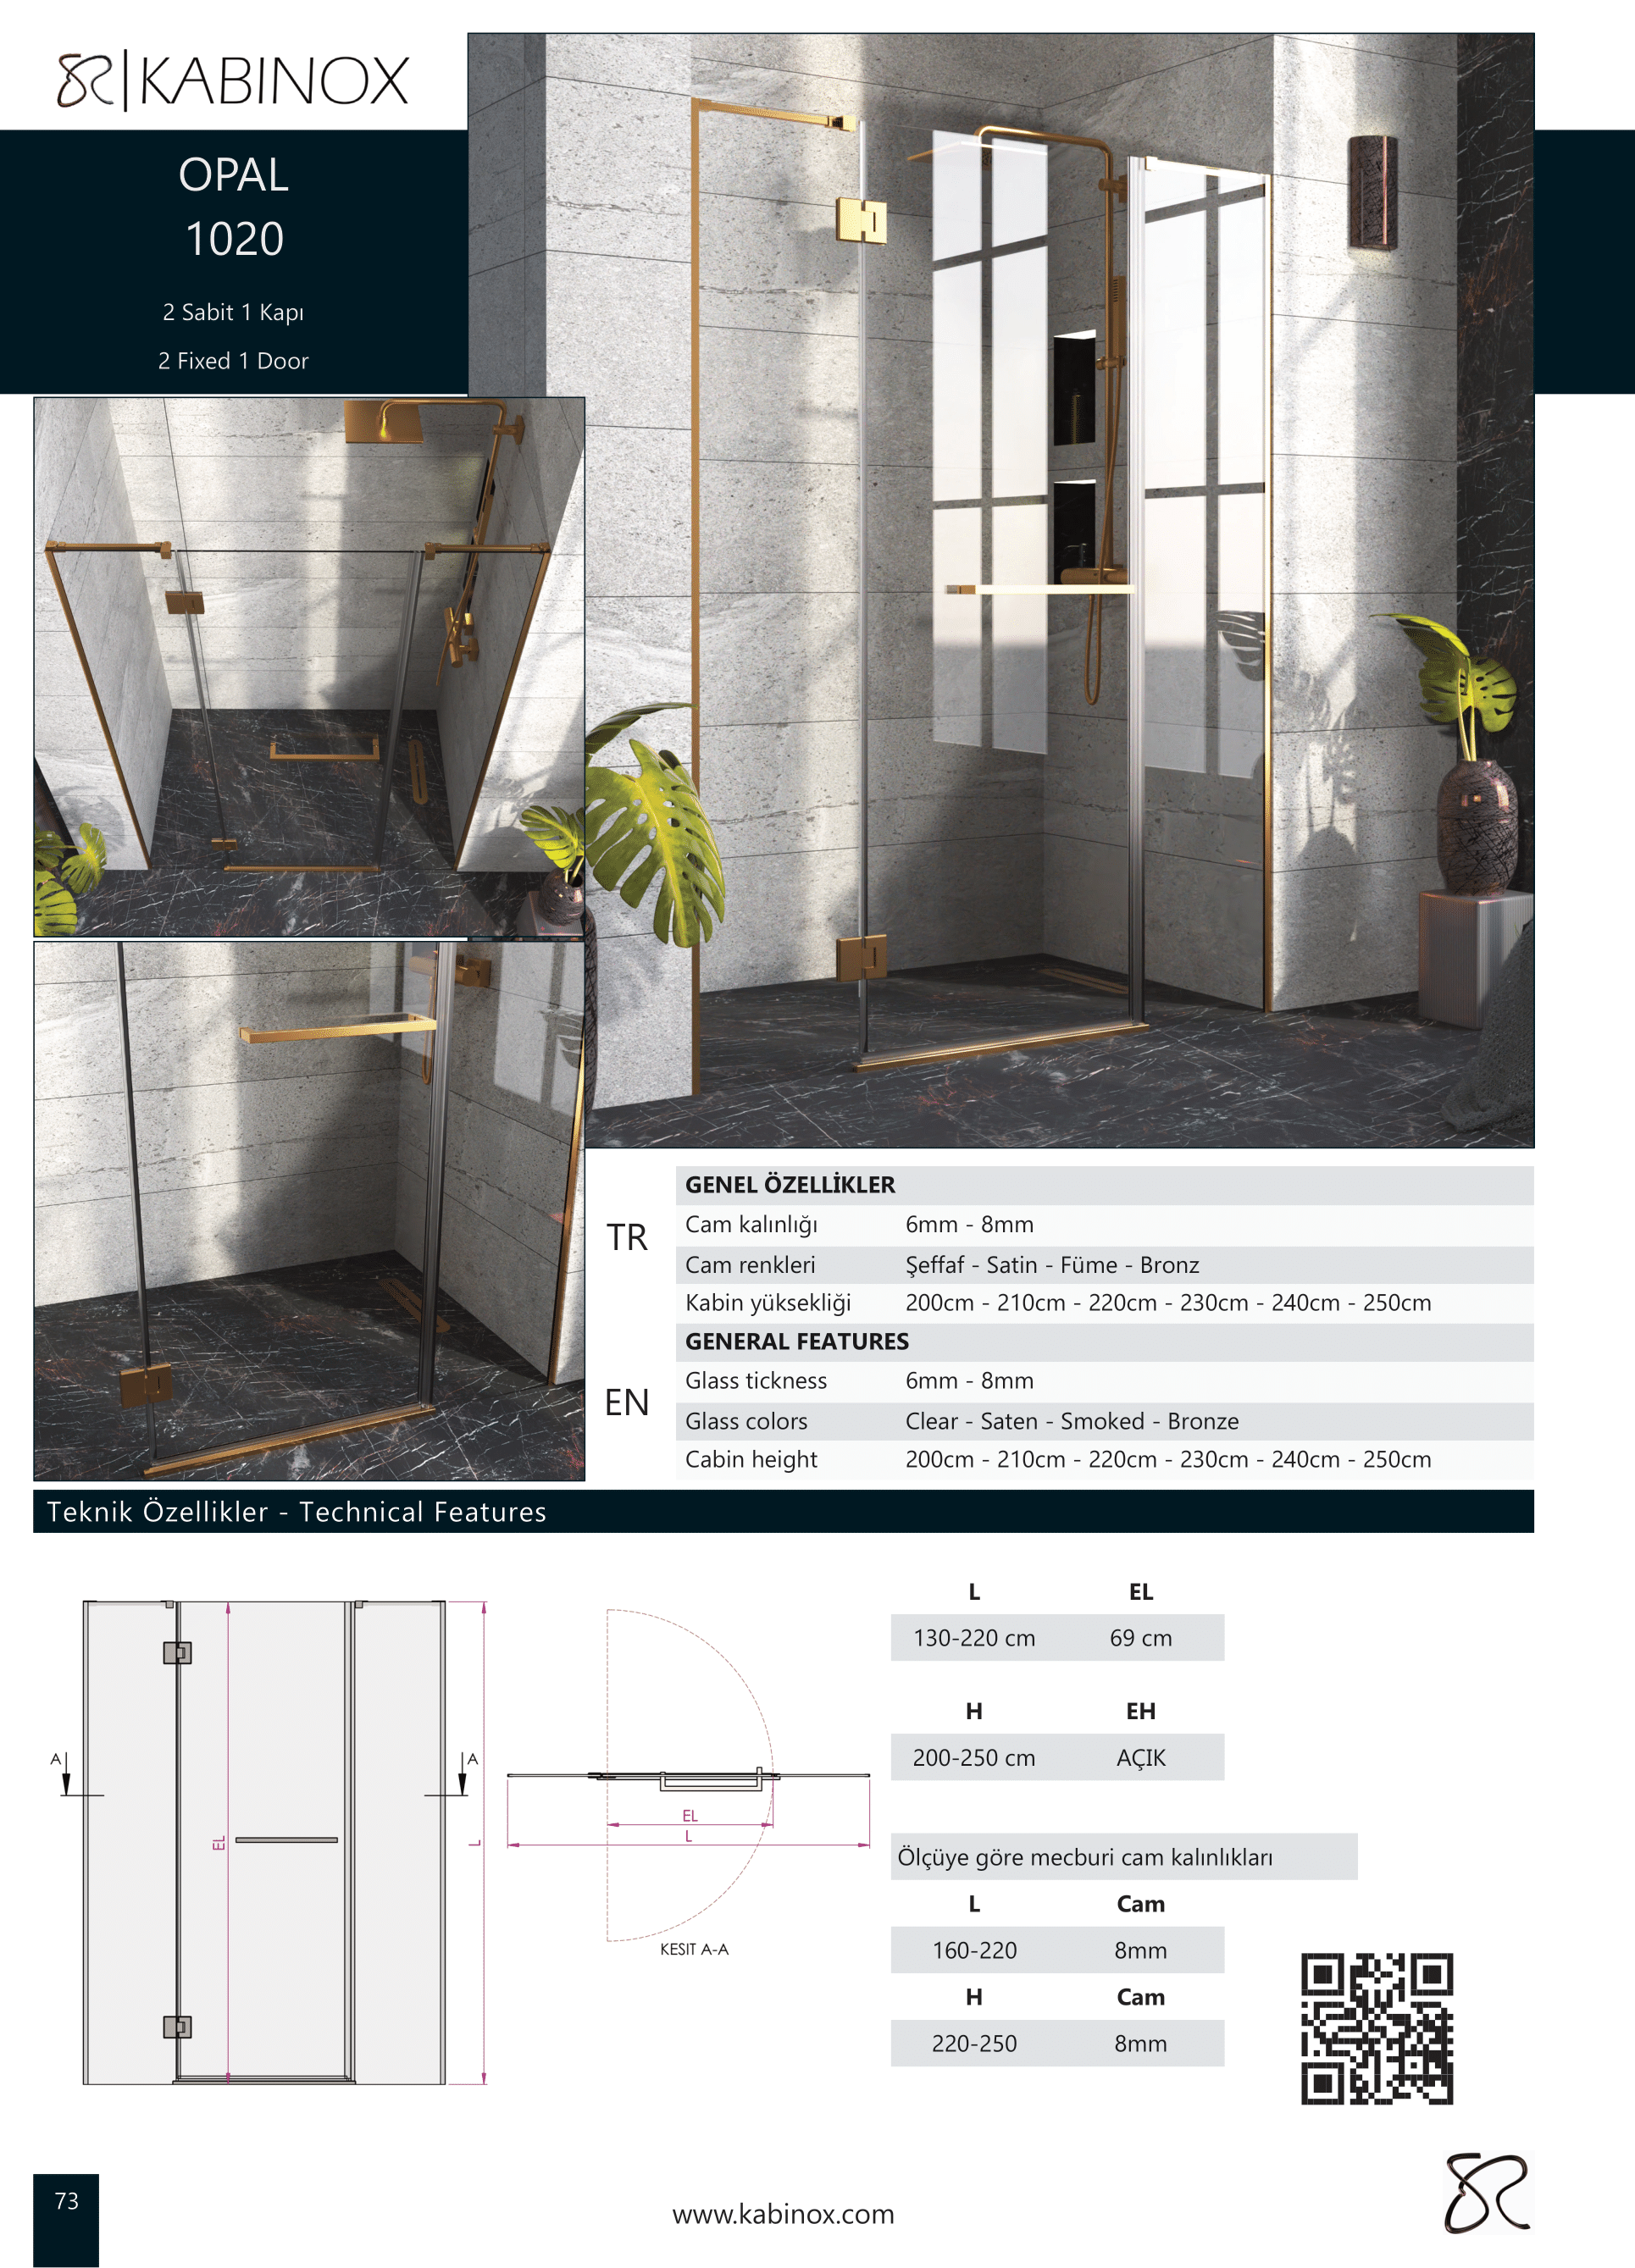 KABINOX
OPAL
1020
2 Sabit 1 Kapı
2 Fixed 1 Door
TR
GENEL ÖZELLİKLER
Cam kalınlığı 6mm - 8mm
Cam renkleri Şeffaf - Satin - Füme - Bronz
Kabin yüksekliği 200cm - 210cm - 220cm - 230cm - 240cm - 250cm
EN
GENERAL FEATURES
Glass tickness 6mm - 8mm
Glass colors Clear - Saten - Smoked - Bronze
Cabin height 200cm - 210cm - 220cm - 230cm - 240cm - 250cm
Teknik Özellikler - Technical Features
A
A
EL
L
EL
L
KESIT A-A
L EL
130-220 cm 69 cm
H EH
200-250 cm AÇIK
Ölçüye göre mecburi cam kalınlıkları
L Cam
160-220 8mm
H Cam
220-250 8mm
73
www.kabinox.com